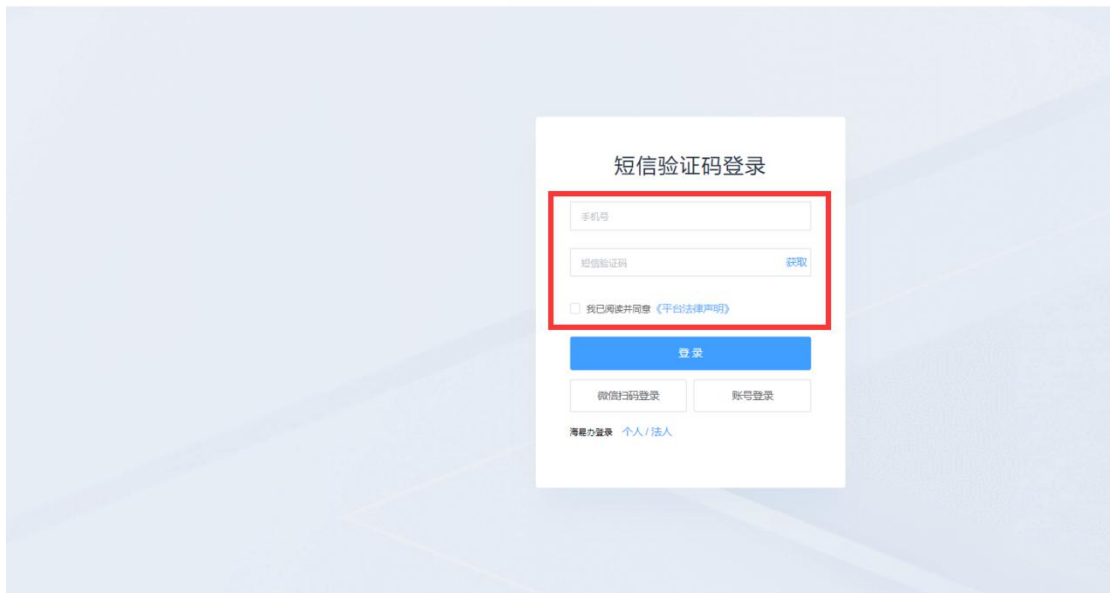 短信验证码登录
手机号
短信验证码 获取
我已阅读并同意《平台法律声明》
登 录
微信扫码登录 账号登录
海易办登录 个人 / 法人